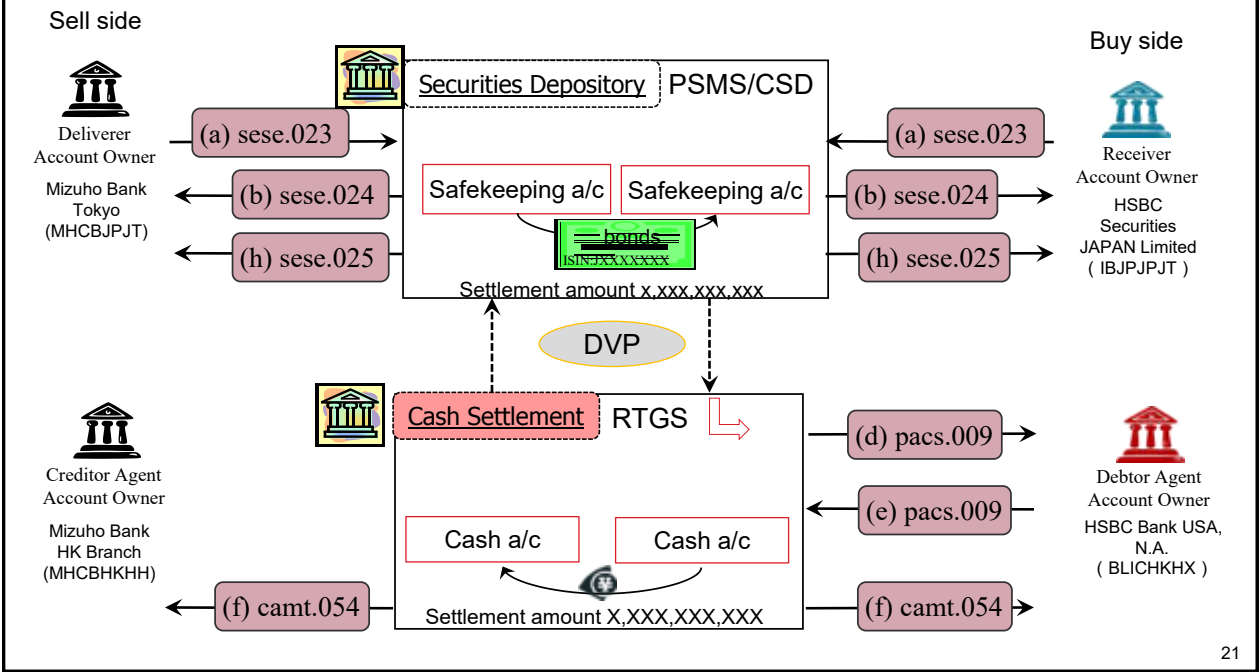 Sell side
Buy side
Securities Depository
PSMS/CSD
(a) sese.023
(a) sese.023
Deliverer
Account Owner
Mizuho Bank
Tokyo
(MHCBJPJT)
Receiver
Account Owner
HSBC
Securities
JAPAN Limited
( IBJPJPJT )
(b) sese.024
Safekeeping a/c
Safekeeping a/c
(b) sese.024
bonds
ISIN:JXXXXXXX
(h) sese.025
(h) sese.025
Settlement amount x,xxx,xxx,xxx
DVP
Cash Settlement
RTGS
(d) pacs.009
Creditor Agent
Account Owner
Mizuho Bank
HK Branch
(MHCBHKHH)
Debtor Agent
Account Owner
HSBC Bank USA,
N.A.
( BLICHKHX )
(e) pacs.009
Cash a/c
Cash a/c
¥
(f) camt.054
Settlement amount X,XXX,XXX,XXX
(f) camt.054
21